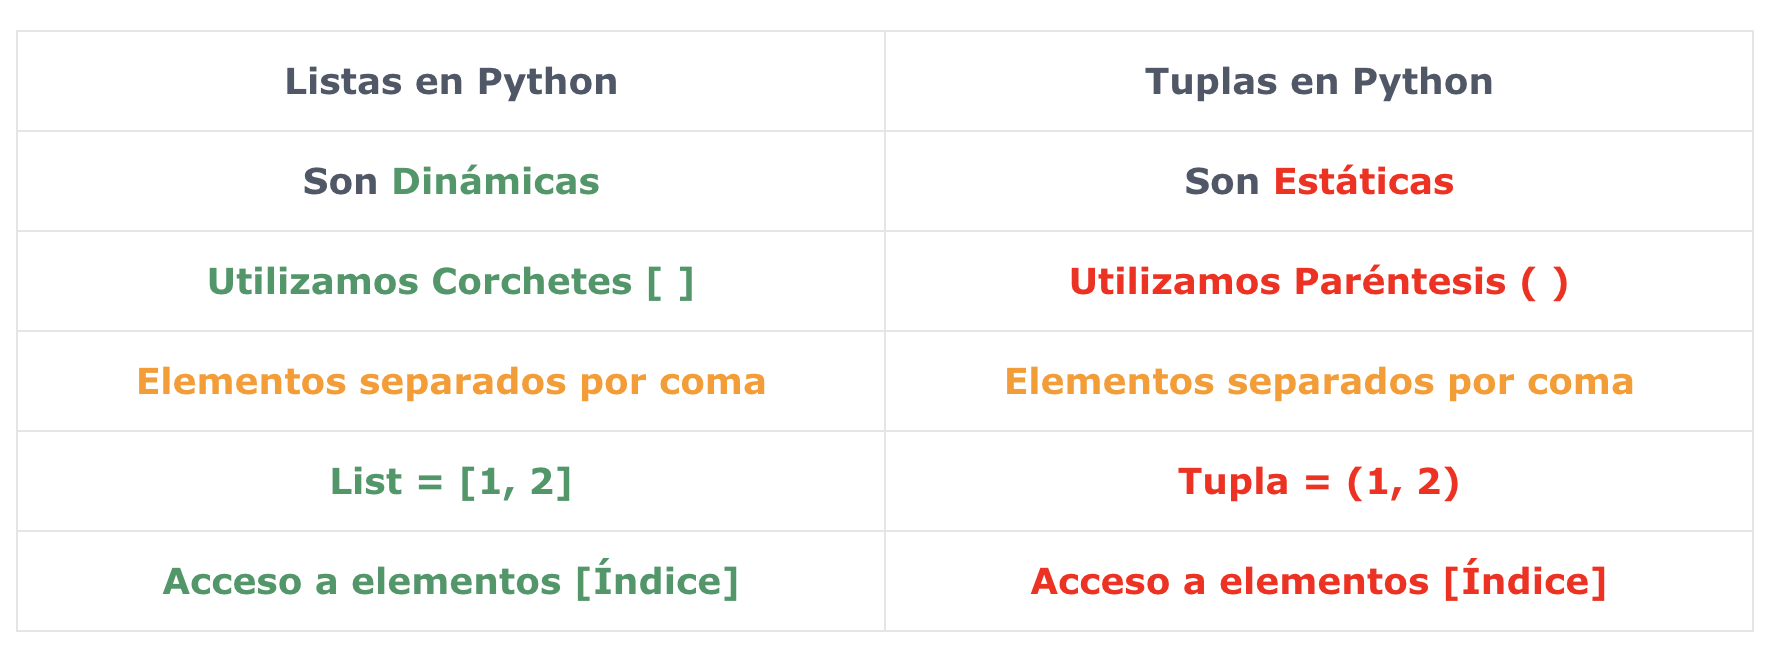 Listas en Python
Tuplas en Python
Son Dinámicas
Son Estáticas
Utilizamos Corchetes [ ]
Utilizamos Paréntesis ( )
Elementos separados por coma
Elementos separados por coma
List = [1, 2]
Tupla = (1, 2)
Acceso a elementos [Índice]
Acceso a elementos [Índice]